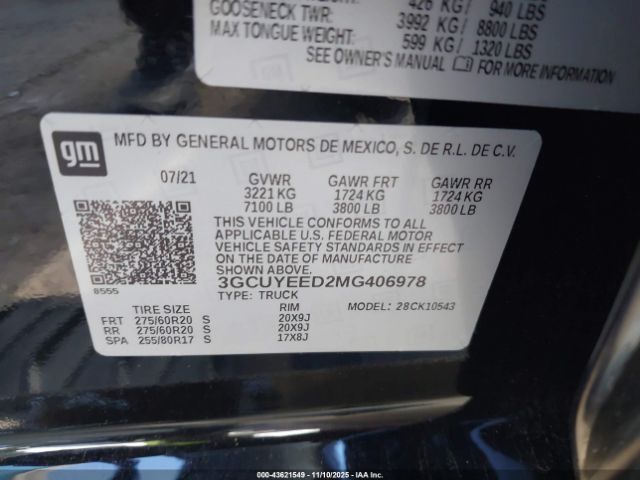 426 KG / 940 LBS
GOOSENECK TWR:
3992 KG / 8800 LBS
MAX TONGUE WEIGHT:
599 KG / 1320 LBS
SEE OWNER'S MANUAL FOR MORE INFORMATION
gm
MFD BY GENERAL MOTORS DE MEXICO, S. DE R.L. DE C.V.
07/21 GVWR GAWR FRT GAWR RR
3221 KG 1724 KG 1724 KG
7100 LB 3800 LB 3800 LB
THIS VEHICLE CONFORMS TO ALL
APPLICABLE U.S. FEDERAL MOTOR
VEHICLE SAFETY STANDARDS IN EFFECT
ON THE DATE OF MANUFACTURE
SHOWN ABOVE.
8555 3GCUYEED2MG406978
TYPE: TRUCK MODEL: 28CK10543
TIRE SIZE RIM
FRT 275/60R20 S 20X9J
RR 275/60R20 S 20X9J
SPA 255/80R17 S 17X8J
000-43621549 - 11/10/2025 - IAAI.com